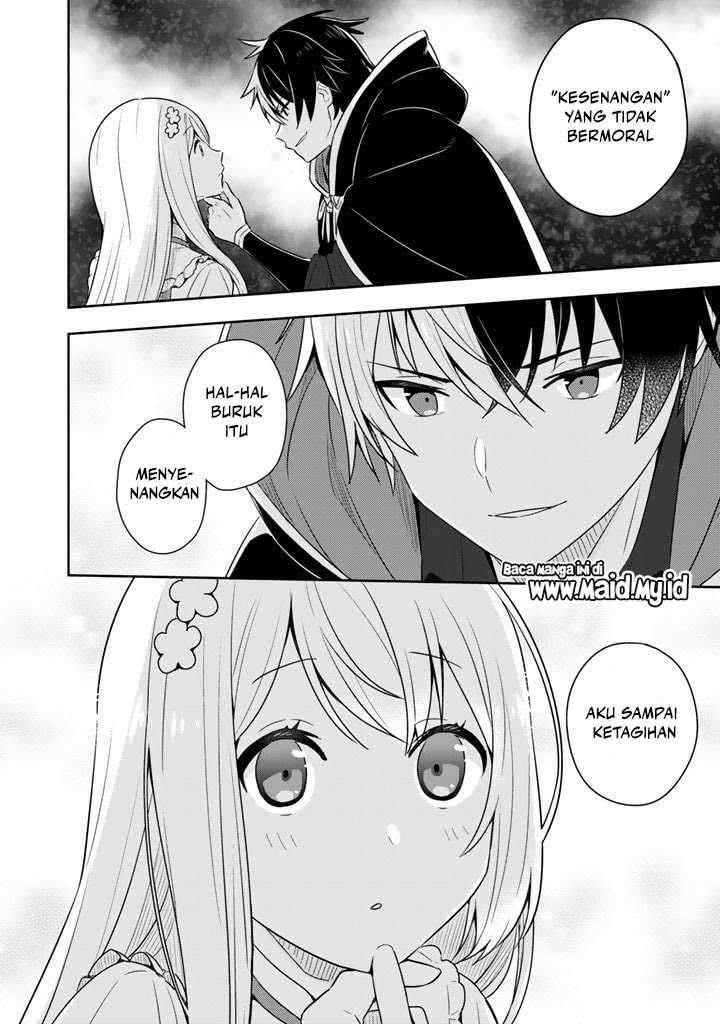 "KESENANGAN"
YANG TIDAK
BERMORAL
HAL-HAL
BURUK
ITU
MENYE-
NANGKAN
Baca Manga ini di
www.Maid.My.id
AKU SAMPAI
KETAGIHAN